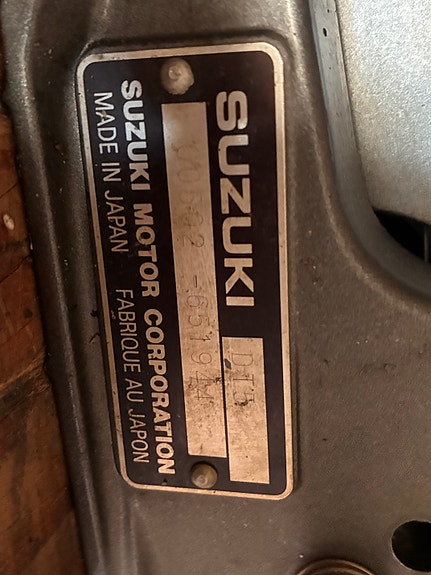 SUZUKI
SUZUKI MOTOR CORPORATION
MADE IN JAPAN FABRIQUE AU JAPON